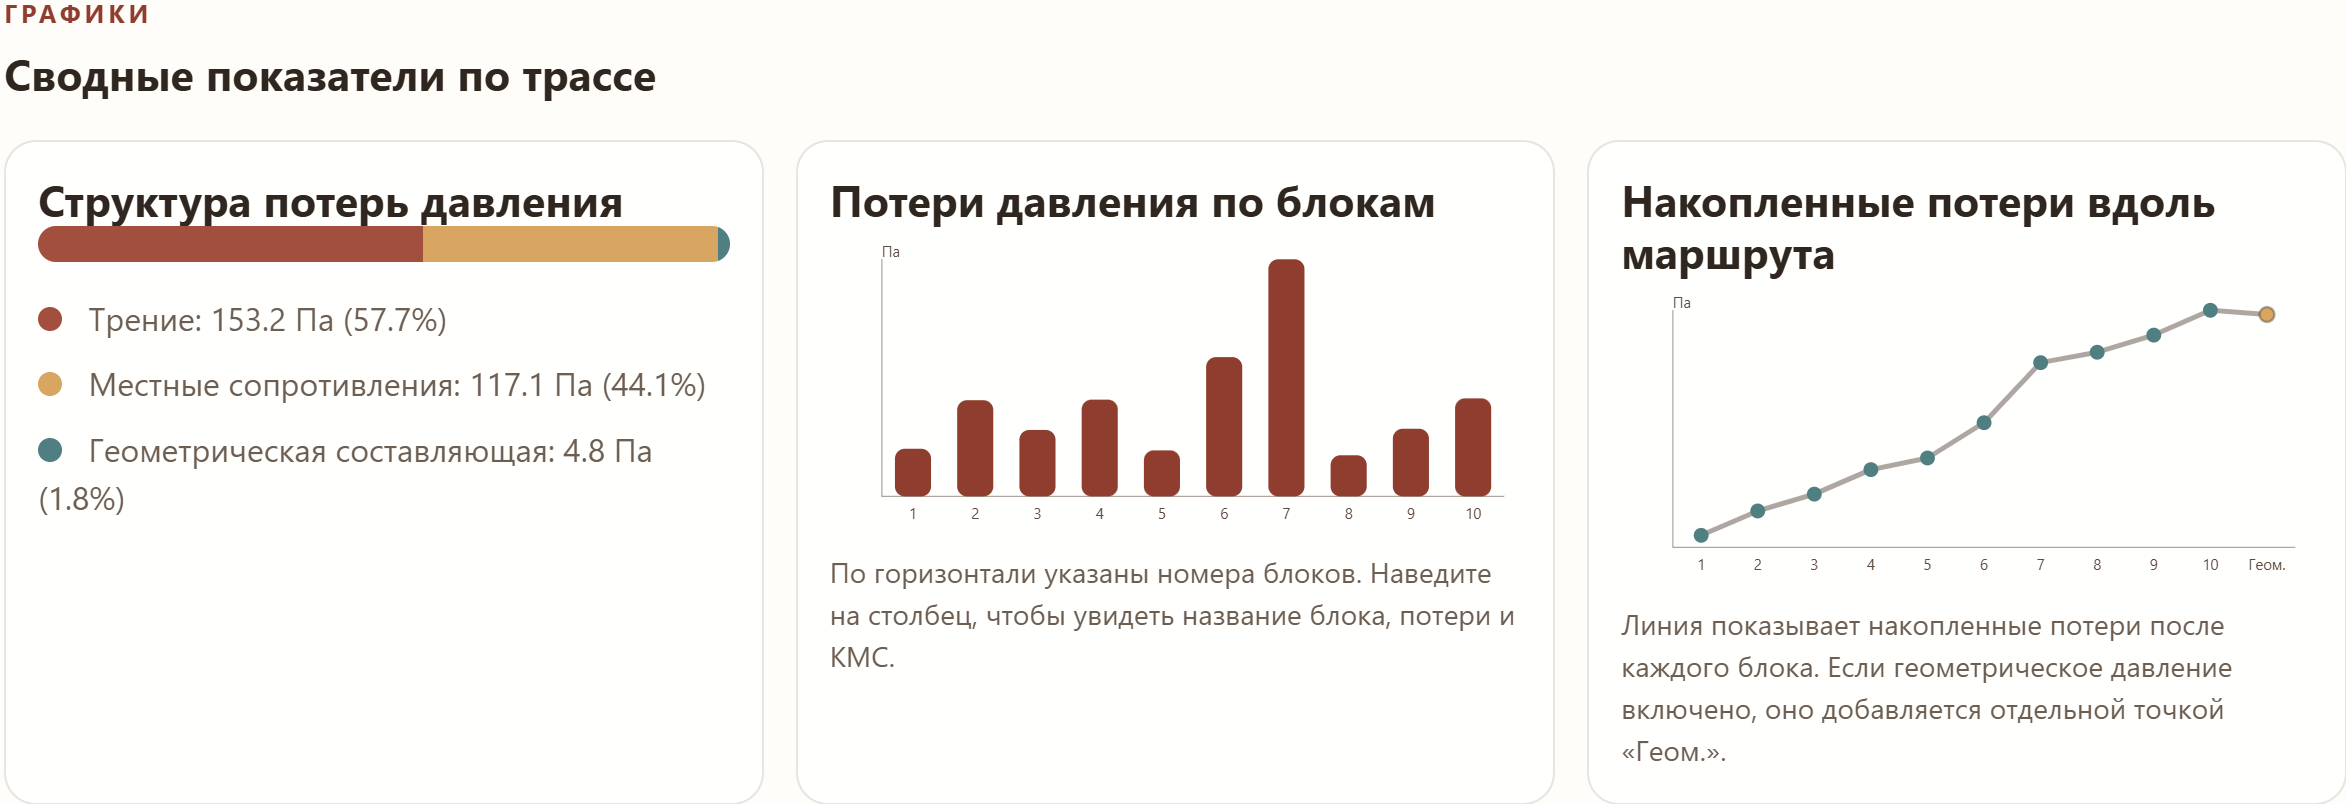 ГРАФИКИ
Сводные показатели по трассе
Структура потерь давления
Трение: 153.2 Па (57.7%)
Местные сопротивления: 117.1 Па (44.1%)
Геометрическая составляющая: 4.8 Па
(1.8%)
Потери давления по блокам
Па
1 2 3 4 5 6 7 8 9 10
По горизонтали указаны номера блоков. Наведите
на столбец, чтобы увидеть название блока, потери и
КМС.
Накопленные потери вдоль
маршрута
Па
1 2 3 4 5 6 7 8 9 10 Геом.
Линия показывает накопленные потери после
каждого блока. Если геометрическое давление
включено, оно добавляется отдельной точкой
«Геом.».